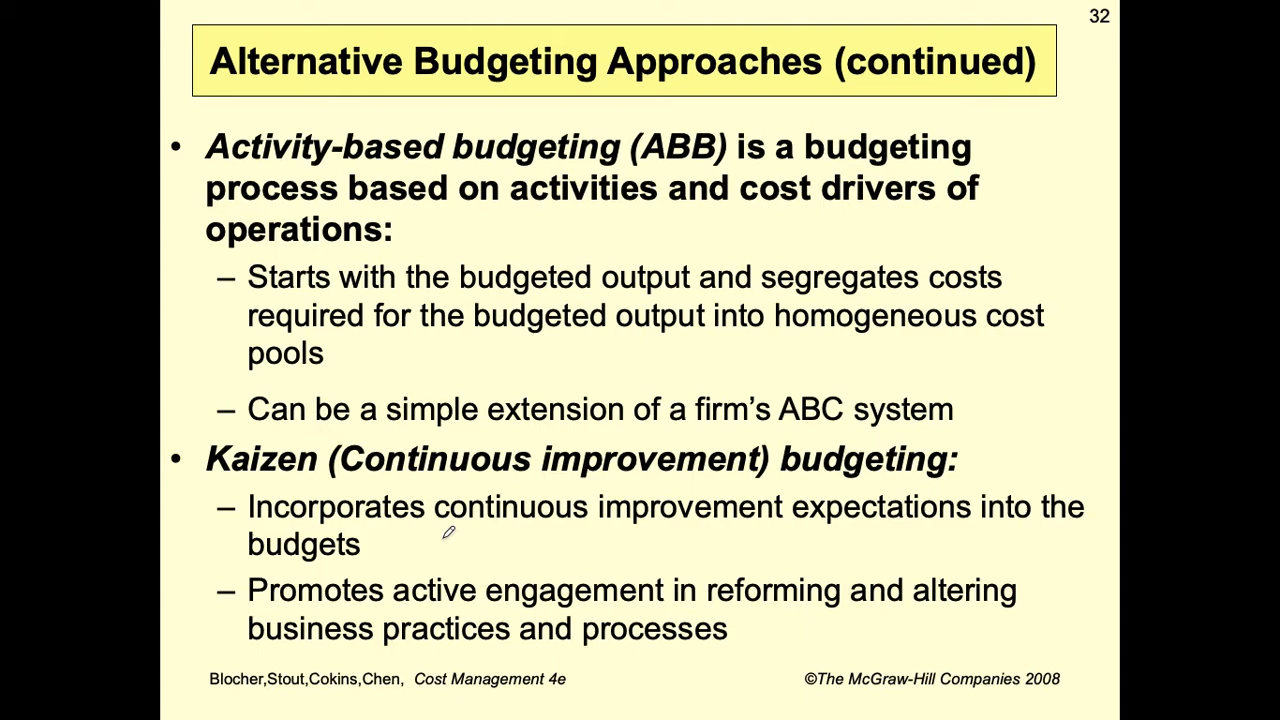 32
Alternative Budgeting Approaches (continued)
• Activity-based budgeting (ABB) is a budgeting
process based on activities and cost drivers of
operations:
– Starts with the budgeted output and segregates costs
required for the budgeted output into homogeneous cost
pools
– Can be a simple extension of a firm's ABC system
• Kaizen (Continuous improvement) budgeting:
– Incorporates continuous improvement expectations into the
budgets
– Promotes active engagement in reforming and altering
business practices and processes
Blocher,Stout,Cokins,Chen, Cost Management 4e ©The McGraw-Hill Companies 2008